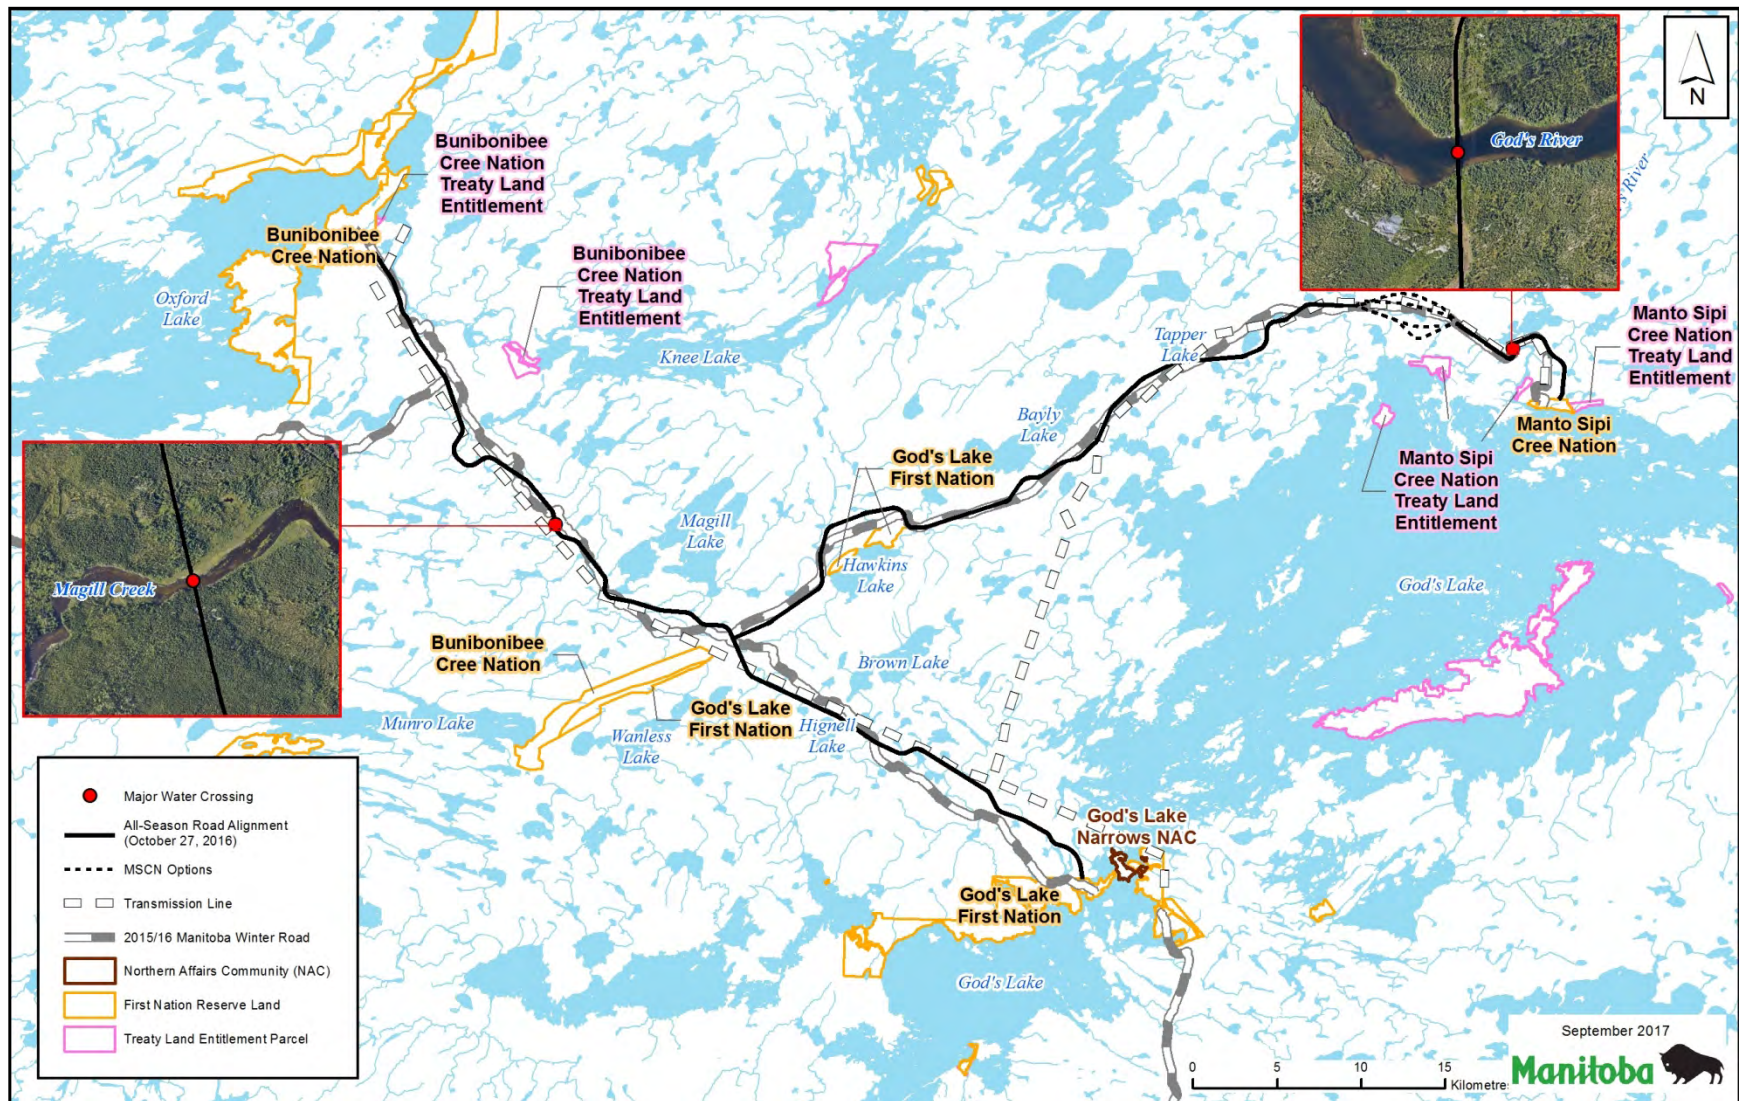 God's River
N
s River
Bunibonibee
Cree Nation
Treaty Land
Entitlement
Bunibonibee
Cree Nation
Bunibonibee
Cree Nation
Treaty Land
Entitlement
Oxford
Lake
Knee Lake
Tapper
Lake
Manto Sipi
Cree Nation
Treaty Land
Entitlement
Bayly
Lake
Manto Sipi
Cree Nation
God's Lake
First Nation
Manto Sipi
Cree Nation
Treaty Land
Entitlement
Magill
Lake
Hawkins
Lake
God's Lake
Magill Creek
Bunibonibee
Cree Nation
Brown Lake
God's Lake
First Nation
Munro Lake
Wanless
Lake
Hignell
Lake
God's Lake
Narrows NAC
God's Lake
First Nation
God's Lake
Major Water Crossing
All-Season Road Alignment
(October 27, 2016)
MSCN Options
Transmission Line
2015/16 Manitoba Winter Road
Northern Affairs Community (NAC)
First Nation Reserve Land
Treaty Land Entitlement Parcel
September 2017
0 5 10 15
Kilometre
Manitoba